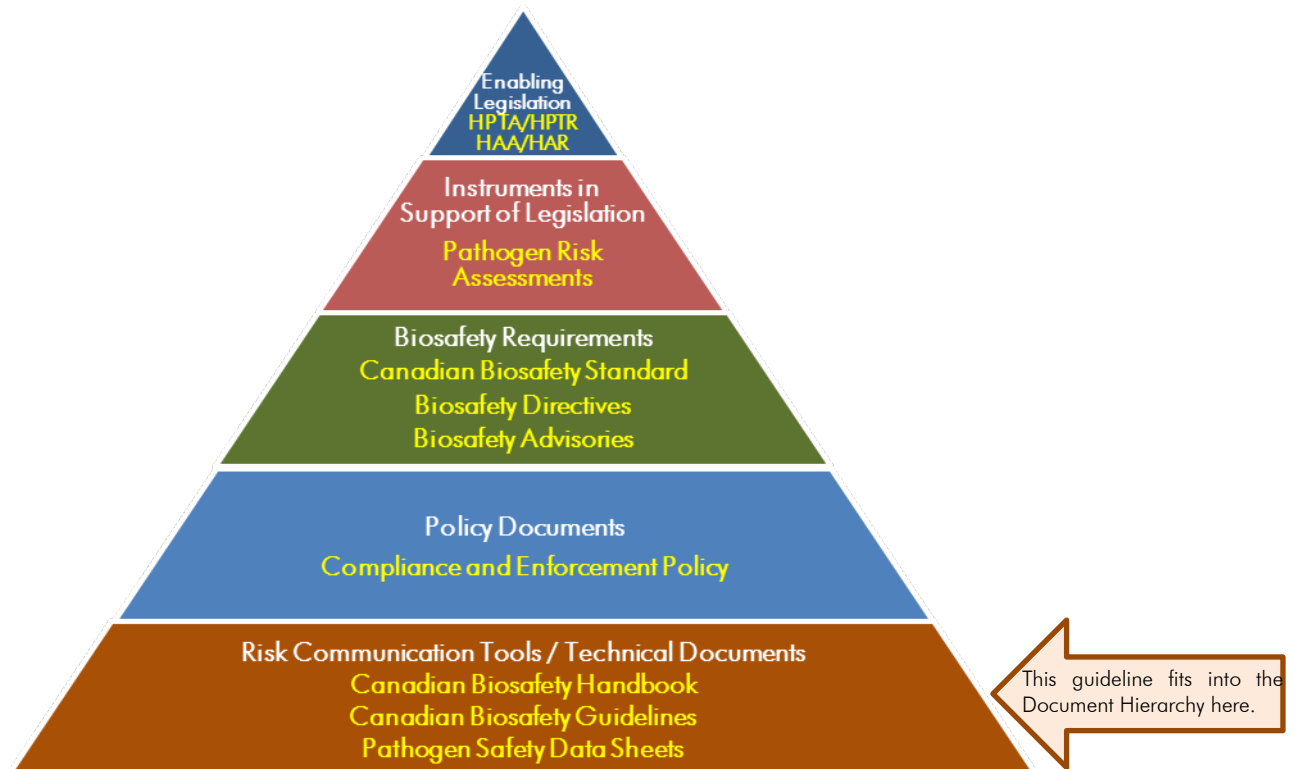 Enabling
Legislation
HPTA/HPTR
HAA/HAR
Instruments in
Support of Legislation
Pathogen Risk
Assessments
Biosafety Requirements
Canadian Biosafety Standard
Biosafety Directives
Biosafety Advisories
Policy Documents
Compliance and Enforcement Policy
Risk Communication Tools / Technical Documents
Canadian Biosafety Handbook
Canadian Biosafety Guidelines
Pathogen Safety Data Sheets
This guideline fits into the
Document Hierarchy here.